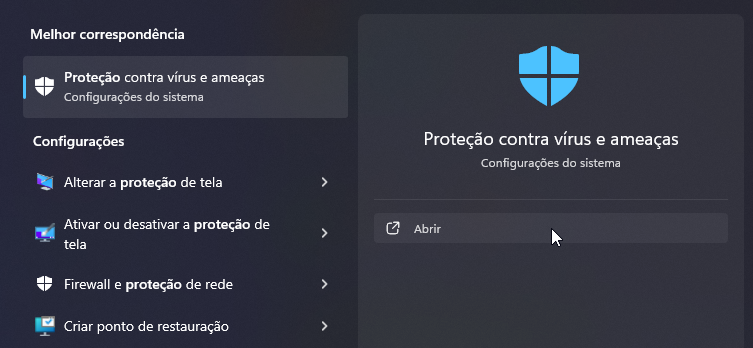 Melhor correspondência
Proteção contra vírus e ameaças
Configurações do sistema
Configurações
Alterar a proteção de tela
Ativar ou desativar a proteção de
tela
Firewall e proteção de rede
Criar ponto de restauração
Proteção contra vírus e ameaças
Configurações do sistema
Abrir